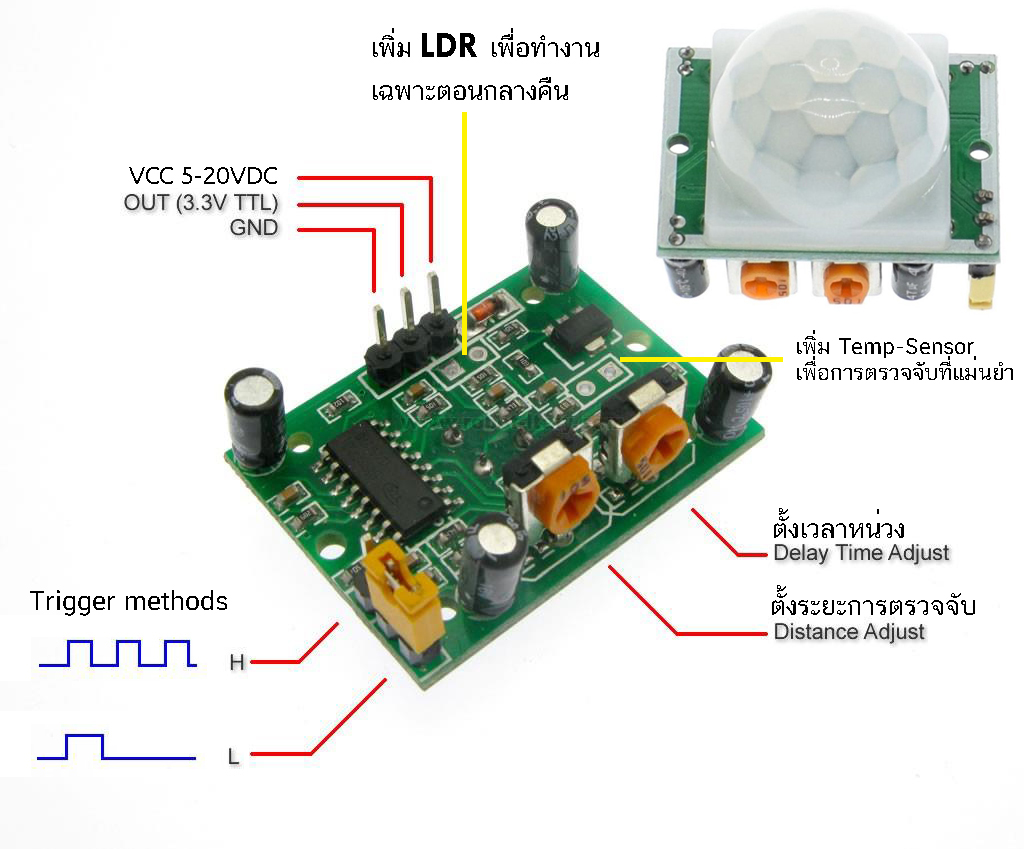 เพิ่ม LDR เพื่อทำงาน
เฉพาะตอนกลางคืน
VCC 5-20VDC
OUT (3.3V TTL)
GND
เพิ่ม Temp-Sensor
เพื่อการตรวจจับที่แม่นยำ
ตั้งเวลาหน่วง
Delay Time Adjust
ตั้งระยะการตรวจจับ
Distance Adjust
Trigger methods
H
L